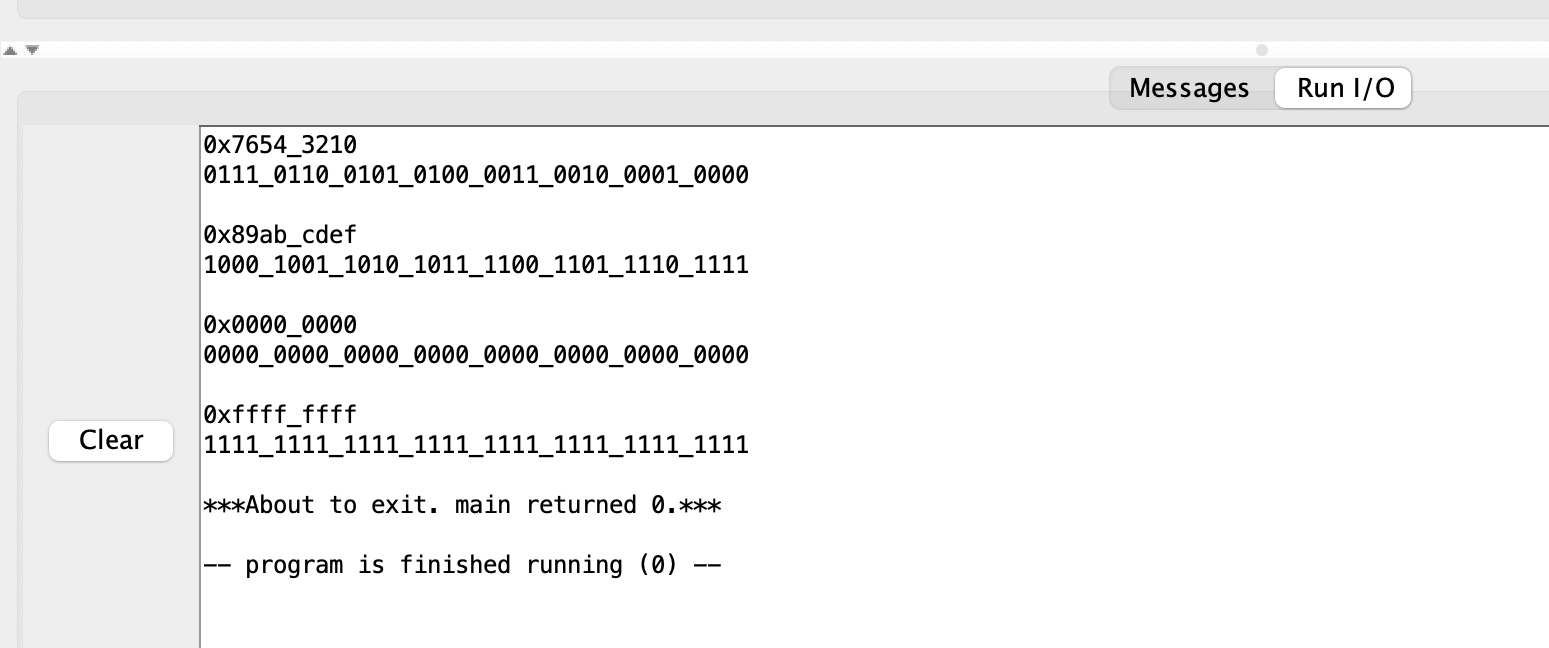 Messages
Run I/O
0x7654_3210
0111_0110_0101_0100_0011_0010_0001_0000
0x89ab_cdef
1000_1001_1010_1011_1100_1101_1110_1111
0x0000_0000
0000_0000_0000_0000_0000_0000_0000_0000
0xffff_ffff
1111_1111_1111_1111_1111_1111_1111_1111
Clear
***About to exit. main returned 0.***
-- program is finished running (0) --